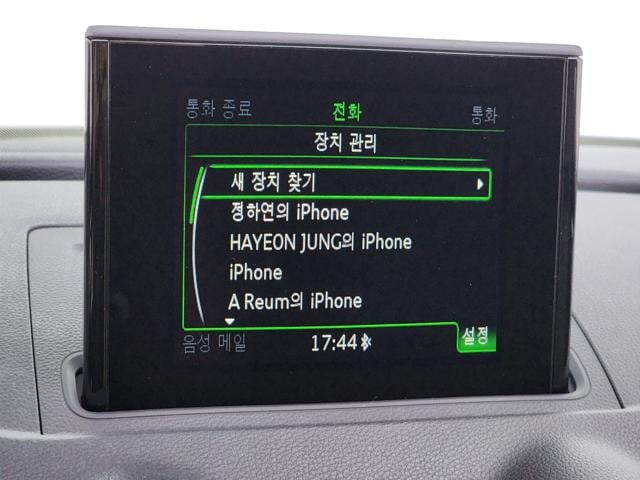 통화 종료 전화 통화
장치 관리
새 장치 찾기
정하연의 iPhone
HAYEON JUNG의 iPhone
iPhone
A Reum의 iPhone
음성 메일 17:44 설정